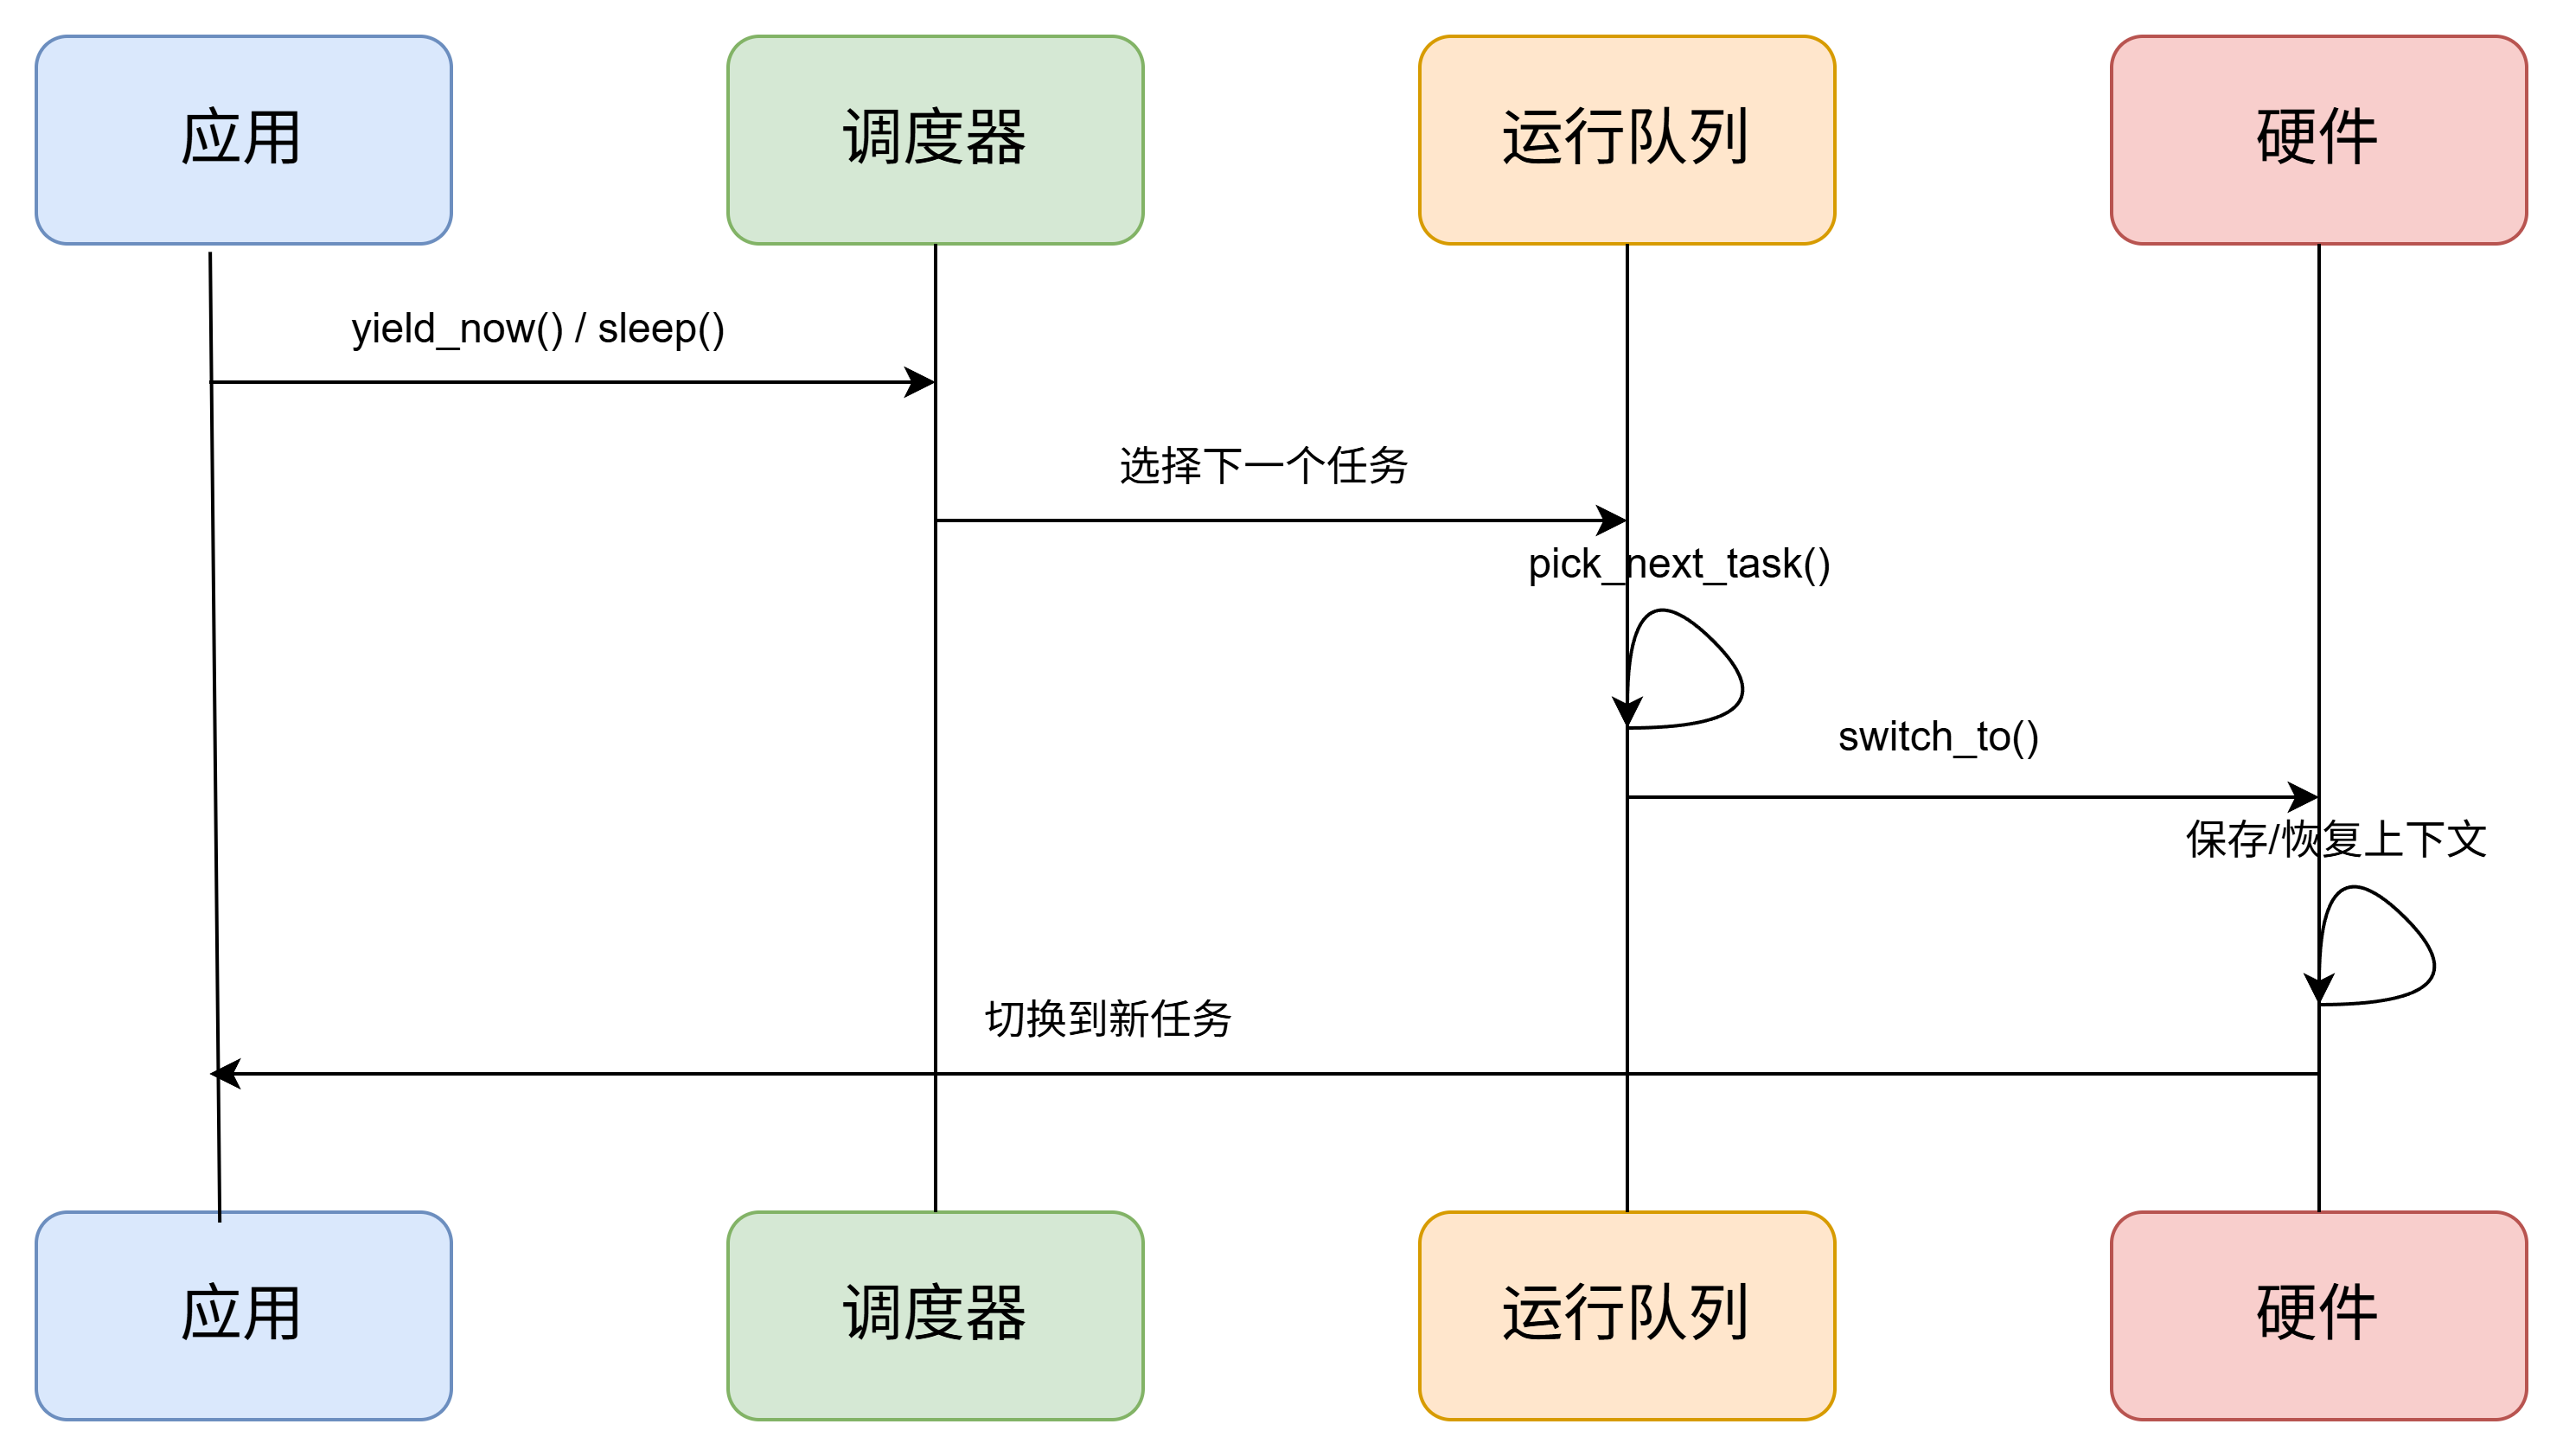 应用
调度器
运行队列
硬件
yield_now() / sleep()
选择下一个任务
pick_next_task()
switch_to()
保存/恢复上下文
切换到新任务
应用
调度器
运行队列
硬件